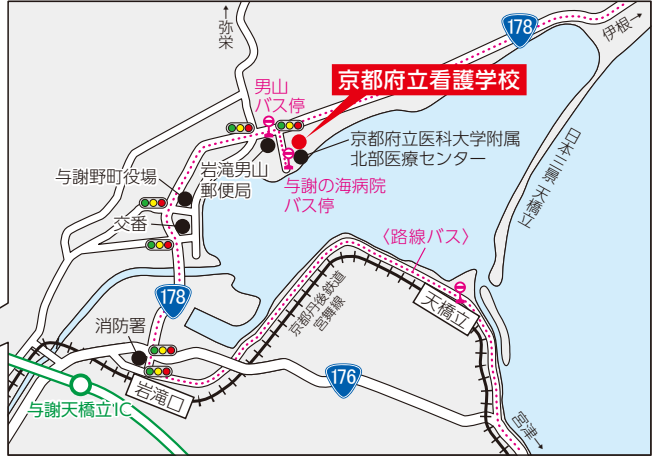 ↑弥栄
178
伊根→
京都府立看護学校
男山
バス停
京都府立医科大学附属
北部医療センター
岩滝男山
郵便局
与謝野町役場
与謝の海病院
バス停
交番
日本三景 天橋立
〈路線バス〉
京都丹後鉄道
宮舞線
天橋立
178
消防署
岩滝口
176
与謝天橋立IC
宮津→